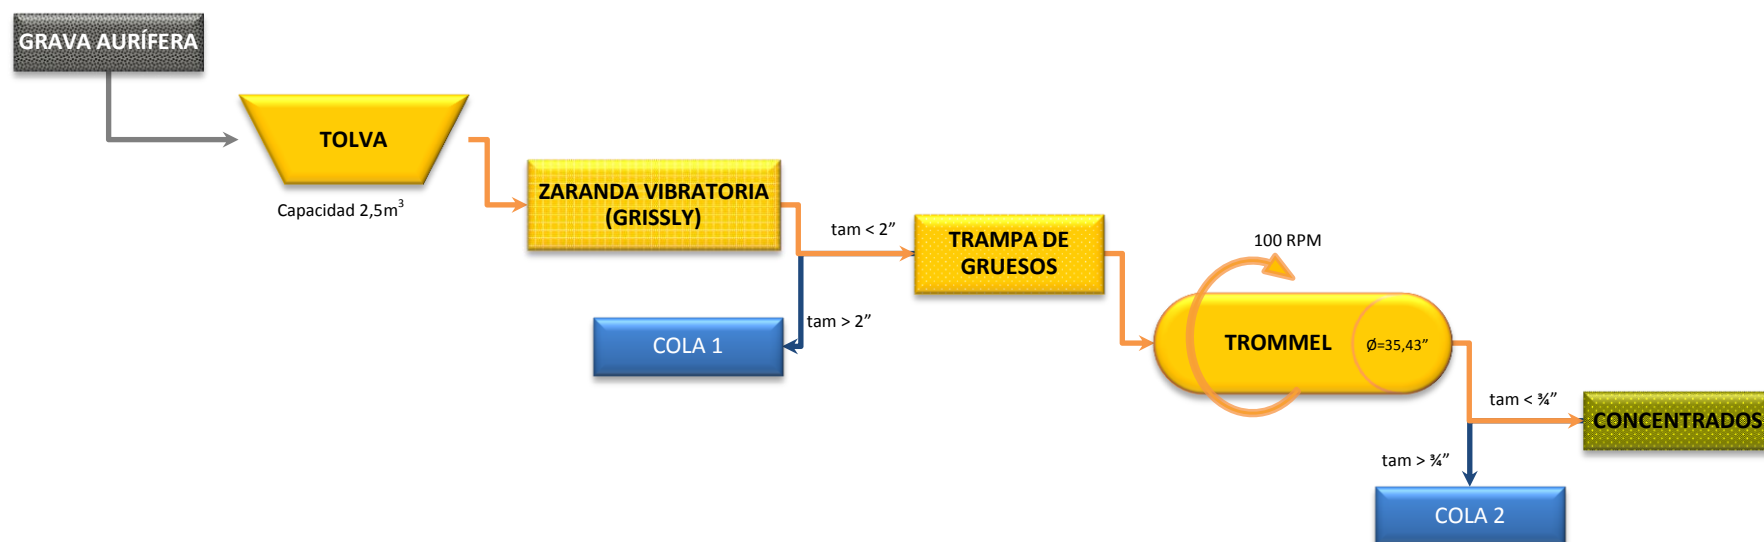 GRAVA AURÍFERA
TOLVA
Capacidad 2,5m³
ZARANDA VIBRATORIA
(GRISSLY)
tam < 2”
tam > 2”
COLA 1
TRAMPA DE
GRUESOS
100 RPM
TROMMEL
Ø=35,43”
tam < ¾”
tam > ¾”
CONCENTRADOS
COLA 2